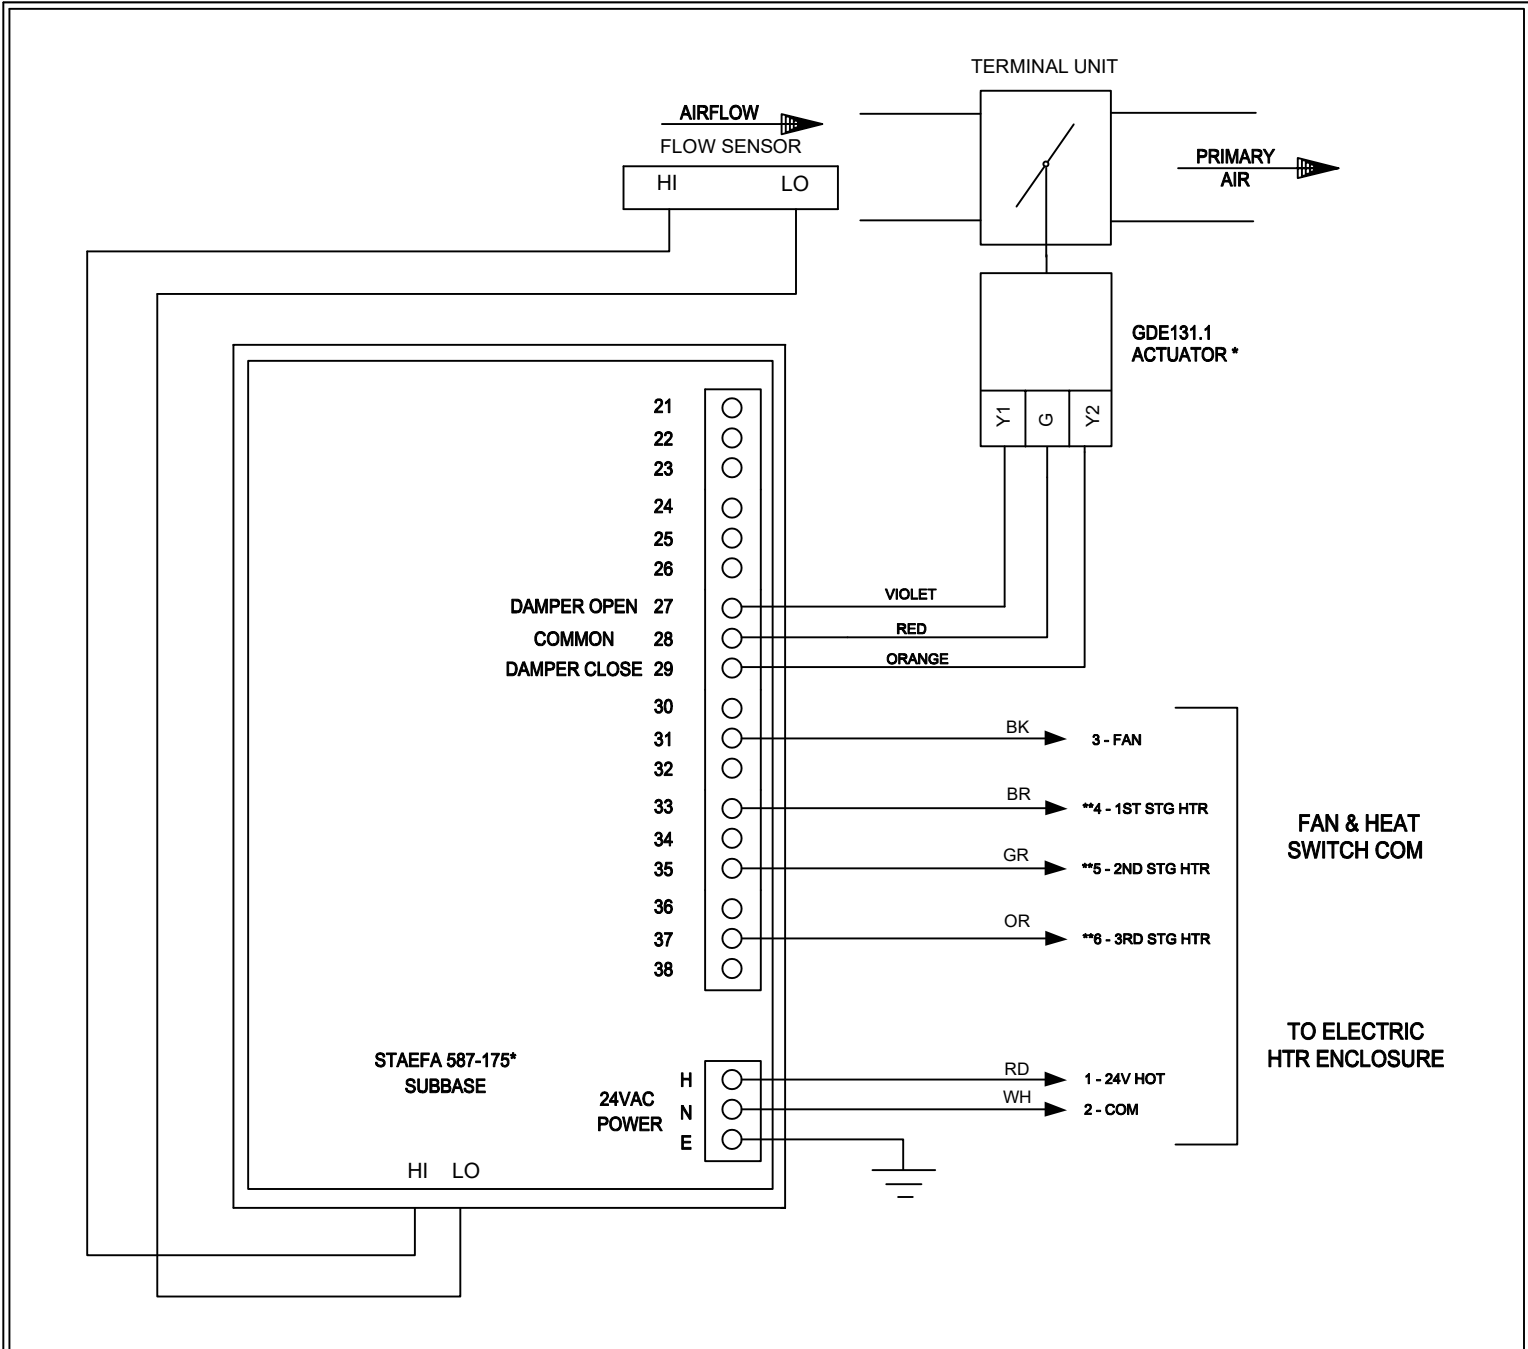 TERMINAL UNIT
AIRFLOW
FLOW SENSOR
HI LO
PRIMARY
AIR
GDE131.1
ACTUATOR *
Y1 G Y2
21
22
23
24
25
26
DAMPER OPEN 27 VIOLET
COMMON 28 RED
DAMPER CLOSE 29 ORANGE
30
31 BK 3 - FAN
32
33 BR **4 - 1ST STG HTR
34
35 GR **5 - 2ND STG HTR
36
37 OR **6 - 3RD STG HTR
38
FAN & HEAT
SWITCH COM
TO ELECTRIC
HTR ENCLOSURE
STAEFA 587-175*
SUBBASE
24VAC
POWER
H RD 1 - 24V HOT
N WH 2 - COM
E
HI LO